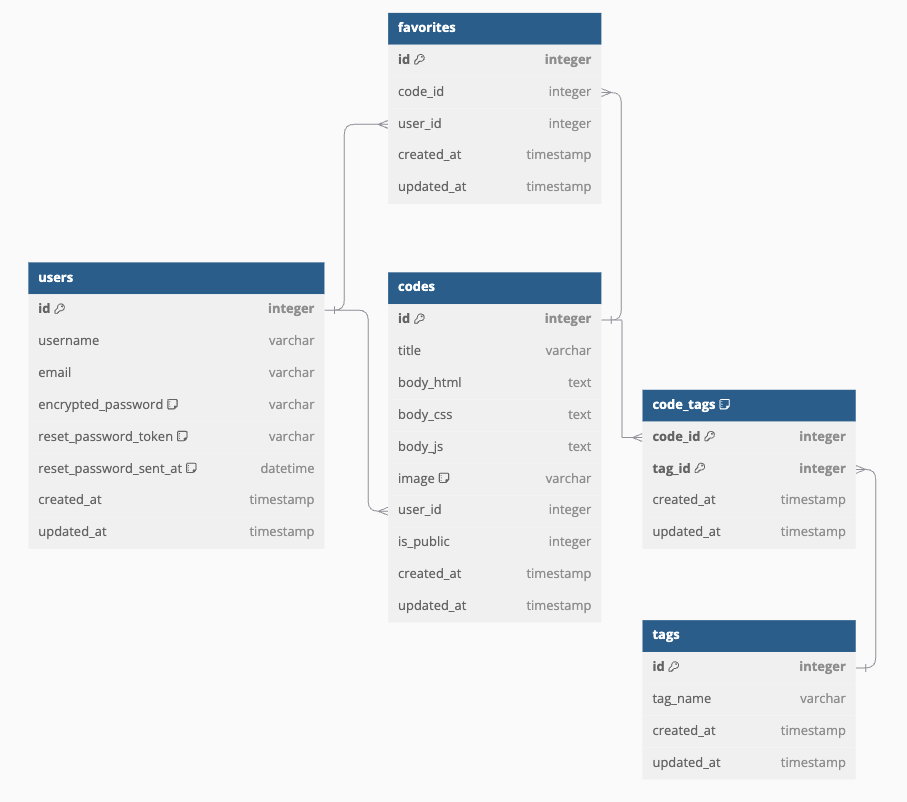 favorites
id integer
code_id integer
user_id integer
created_at timestamp
updated_at timestamp
users
id integer
username varchar
email varchar
encrypted_password varchar
reset_password_token varchar
reset_password_sent_at datetime
created_at timestamp
updated_at timestamp
codes
id integer
title varchar
body_html text
body_css text
body_js text
image varchar
user_id integer
is_public integer
created_at timestamp
updated_at timestamp
code_tags
code_id integer
tag_id integer
created_at timestamp
updated_at timestamp
tags
id integer
tag_name varchar
created_at timestamp
updated_at timestamp